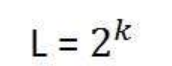 L = 2^k